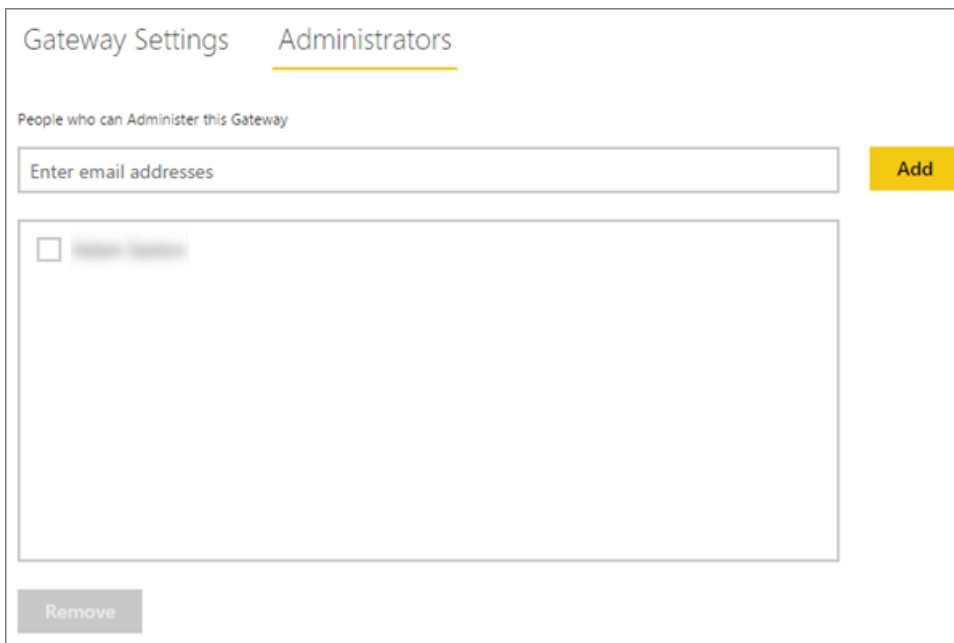 Gateway Settings Administrators
People who can Administer this Gateway
Enter email addresses
Add
Remove